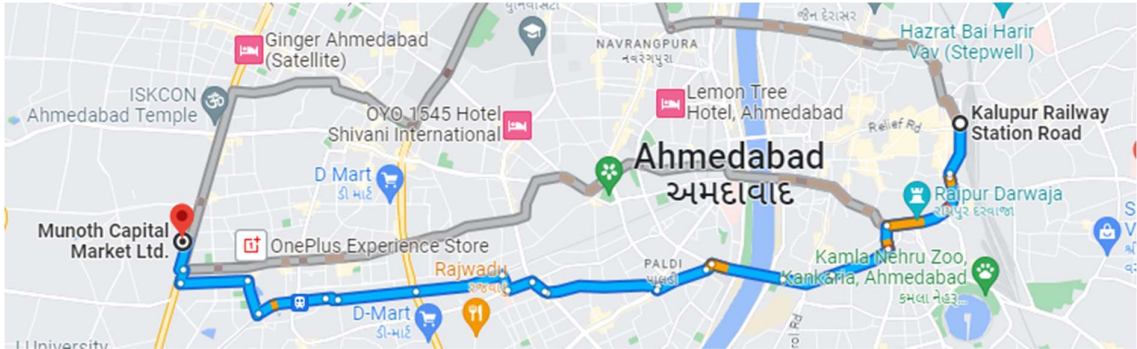 Ginger Ahmedabad
(Satellite)
NAVRANGPURA
નવરંગપુરા
જૈન દેરાસર
Hazrat Bai Harir
Vav (Stepwell )
ISKCON
Ahmedabad Temple
OYO 1545 Hotel
Shivani International
Lemon Tree
Hotel, Ahmedabad
Relief Rd
Kalupur Railway
Station Road
D Mart
ડી માર્ટ
Ahmedabad
અમદાવાદ
Raipur Darwaja
રાયપુર દરવાજા
Munoth Capital
Market Ltd.
OnePlus Experience Store
Rajwadu
રાજવાડુ
PALDI
પાલડી
Kamla Nehru Zoo,
Kankaria, Ahmedabad
કમલા નેહરૂ...
D-Mart
ડી-માર્ટ
University